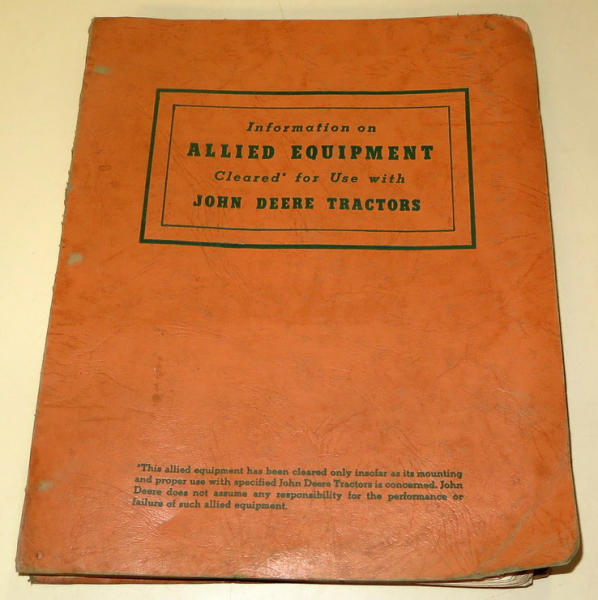 Information on
ALLIED EQUIPMENT
Cleared* for Use with
JOHN DEERE TRACTORS
*This allied equipment has been cleared only insofar as its mounting
and proper use with specified John Deere Tractors is concerned. John
Deere does not assume any responsibility for the performance or
failure of such allied equipment.